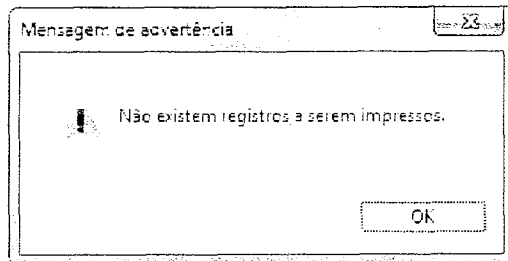 Mensagem de advertência
Não existem registros a serem impressos.
OK